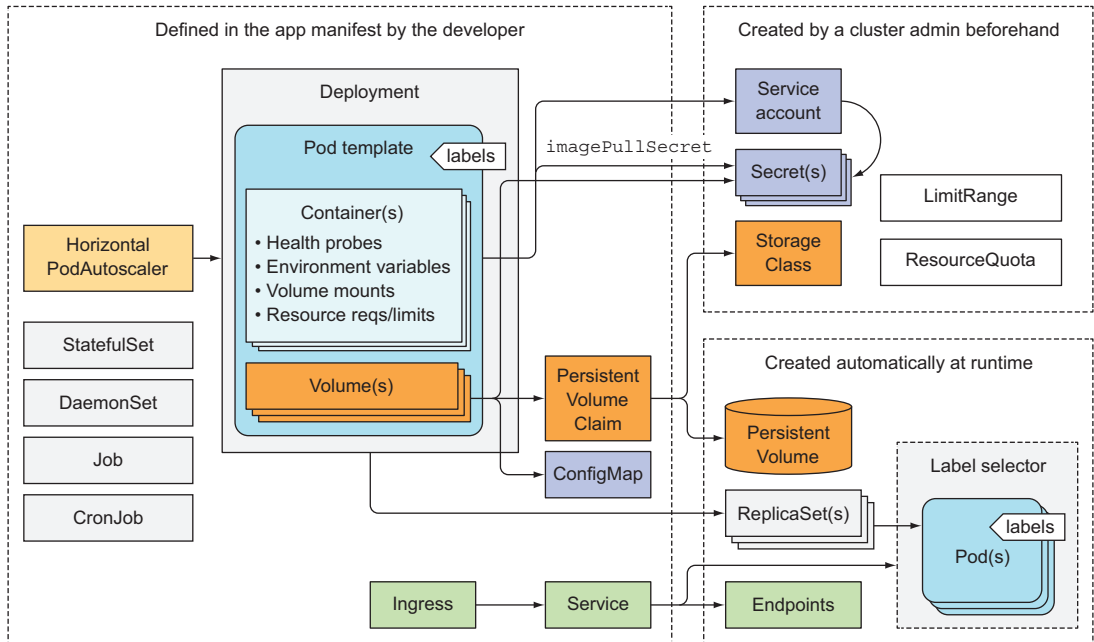 Defined in the app manifest by the developer
Deployment
Pod template
labels
Container(s)
• Health probes
• Environment variables
• Volume mounts
• Resource reqs/limits
Volume(s)
Horizontal
PodAutoscaler
StatefulSet
DaemonSet
Job
CronJob
imagePullSecret
Persistent
Volume
Claim
ConfigMap
Ingress
Service
Created by a cluster admin beforehand
Service
account
Secret(s)
LimitRange
Storage
Class
ResourceQuota
Created automatically at runtime
Persistent
Volume
Label selector
ReplicaSet(s)
labels
Pod(s)
Endpoints